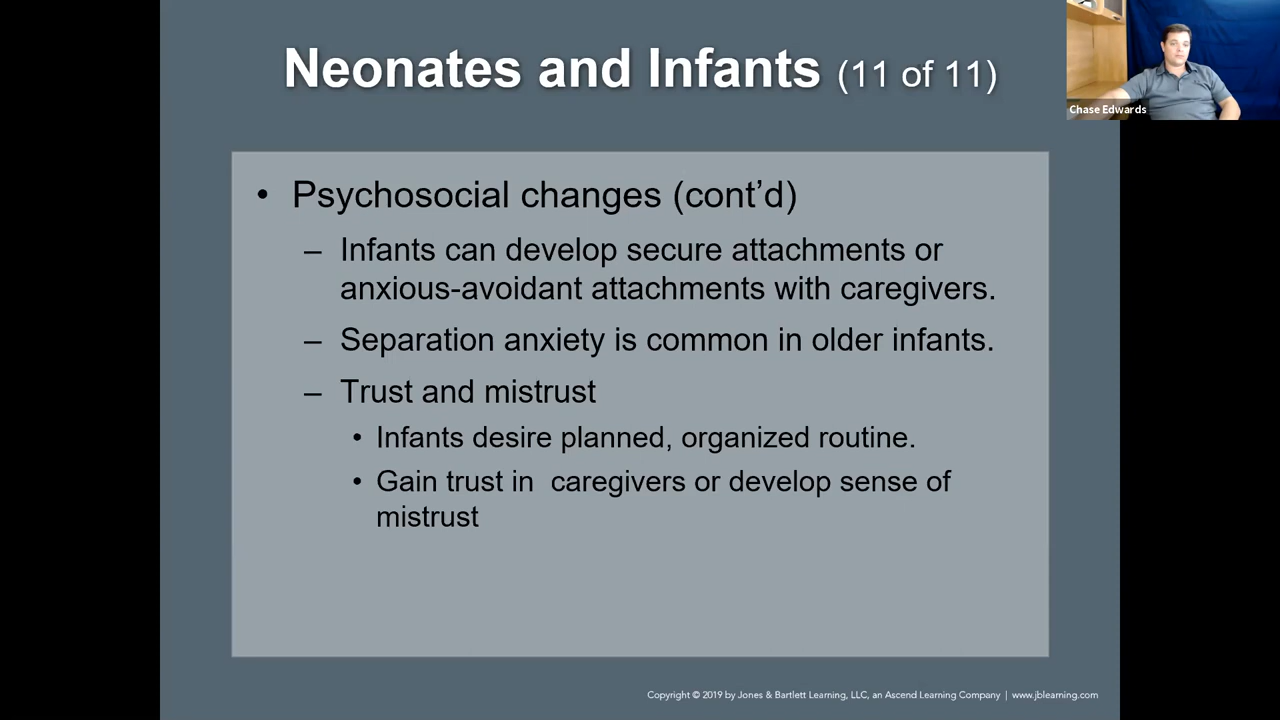 Neonates and Infants (11 of 11)
Chase Edwards
• Psychosocial changes (cont’d)
– Infants can develop secure attachments or
anxious-avoidant attachments with caregivers.
– Separation anxiety is common in older infants.
– Trust and mistrust
• Infants desire planned, organized routine.
• Gain trust in  caregivers or develop sense of
mistrust
Copyright © 2019 by Jones & Bartlett Learning, LLC, an Ascend Learning Company | www.jblearning.com